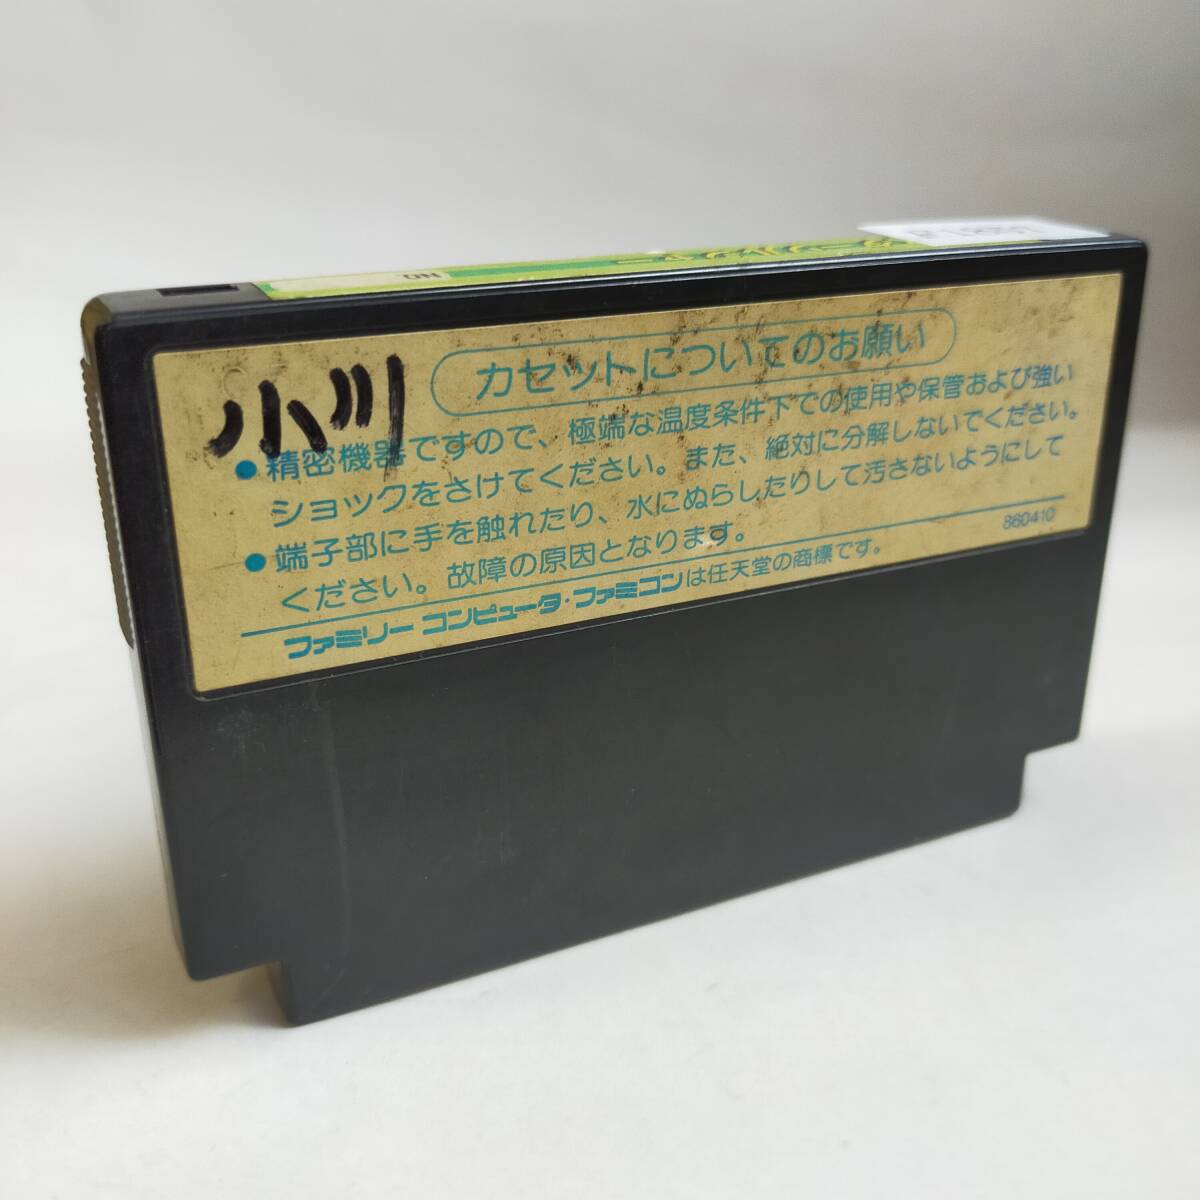 NO.
小川
カセットについてのお願い
●精密機器ですので、極端な温度条件下での使用や保管および強い
ショックをさけてください。また、絶対に分解しないでください。
●端子部に手を触れたり、水にぬらしたりして汚さないようにして
ください。故障の原因となります。
860410
ファミリーコンピュータ・ファミコンは任天堂の商標です。